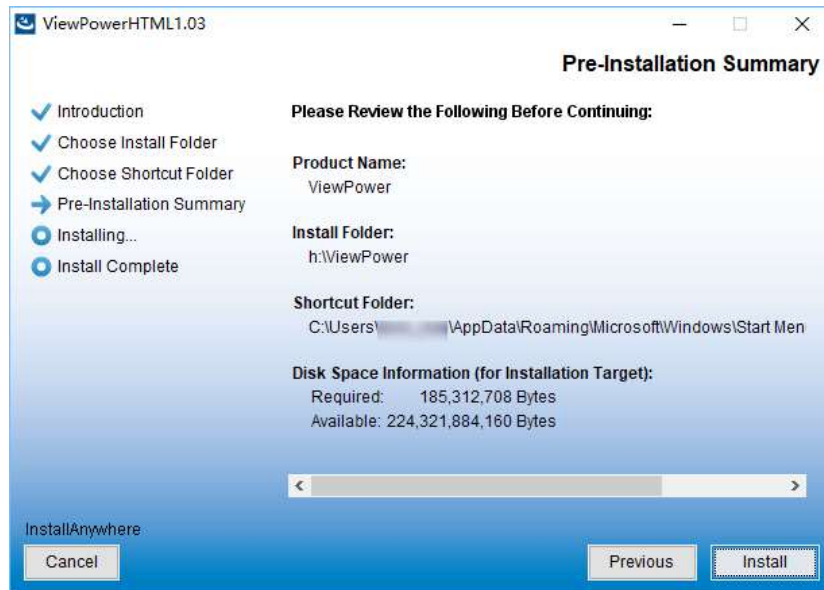 ViewPowerHTML1.03
Pre-Installation Summary
Introduction
Choose Install Folder
Choose Shortcut Folder
Pre-Installation Summary
Installing...
Install Complete
Please Review the Following Before Continuing:
Product Name:
ViewPower
Install Folder:
h:\ViewPower
Shortcut Folder:
C:\Users\ \AppData\Roaming\Microsoft\Windows\Start Men
Disk Space Information (for Installation Target):
Required: 185,312,708 Bytes
Available: 224,321,884,160 Bytes
InstallAnywhere
Cancel
Previous
Install